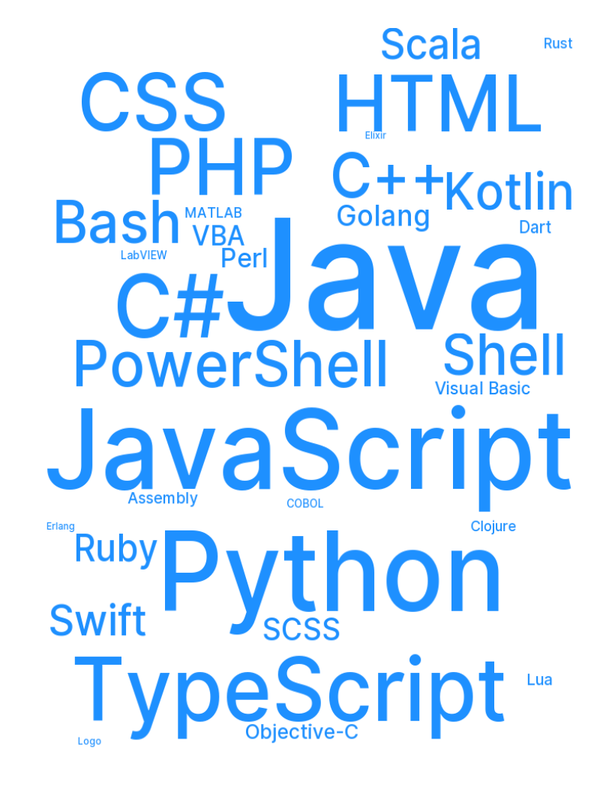 Scala
Rust
CSS
HTML
Elixir
PHP
C++
Kotlin
Bash
MATLAB
Golang
VBA
Dart
LabVIEW
Perl
Java
C#
PowerShell
Shell
Visual Basic
JavaScript
Assembly
COBOL
Erlang
Clojure
Ruby
Python
Swift
SCSS
TypeScript
Lua
Objective-C
Logo